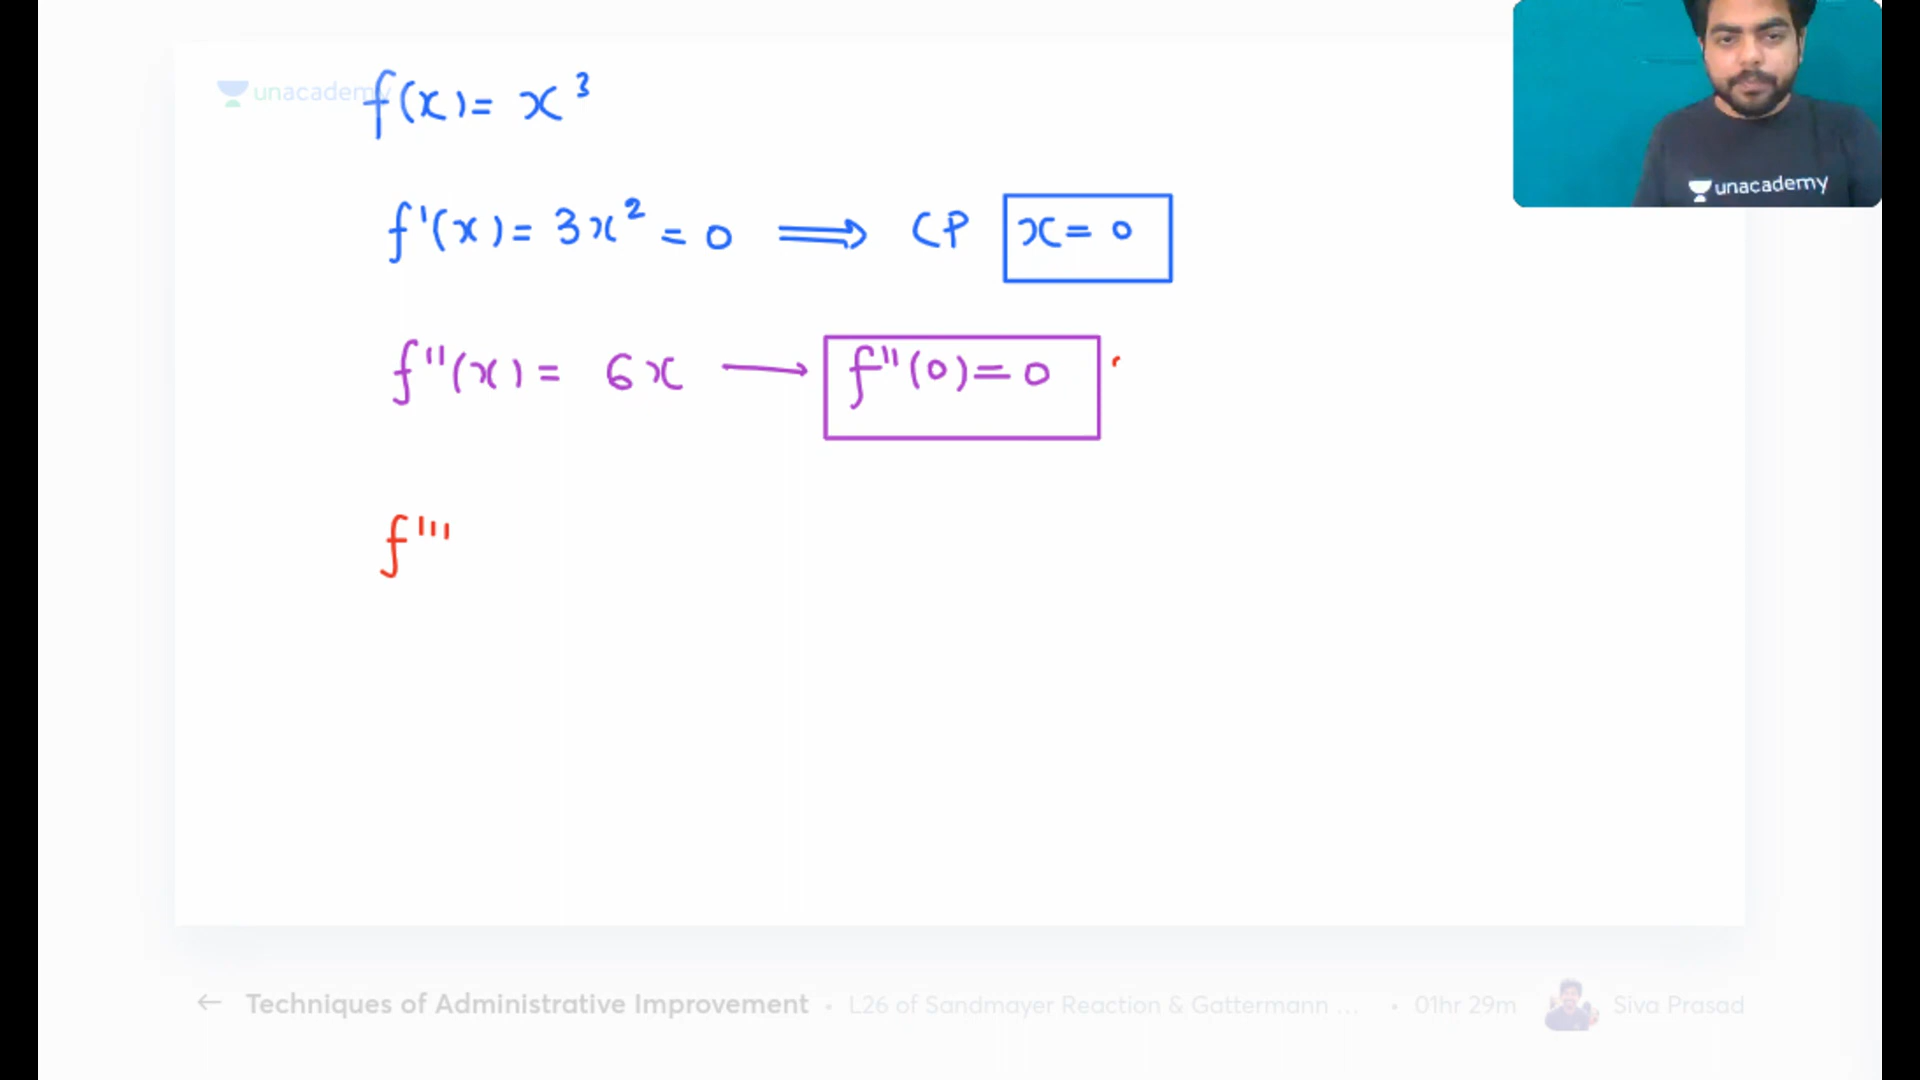 unacademy
f(x) = x³
f'(x) = 3x² = 0 ⟹ CP x = 0
f''(x) = 6x ⟶ f''(0) = 0
f'''
unacademy
← Techniques of Administrative Improvement • L26 of Sandmayer Reaction & Gattermann ... • 01hr 29m Siva Prasad